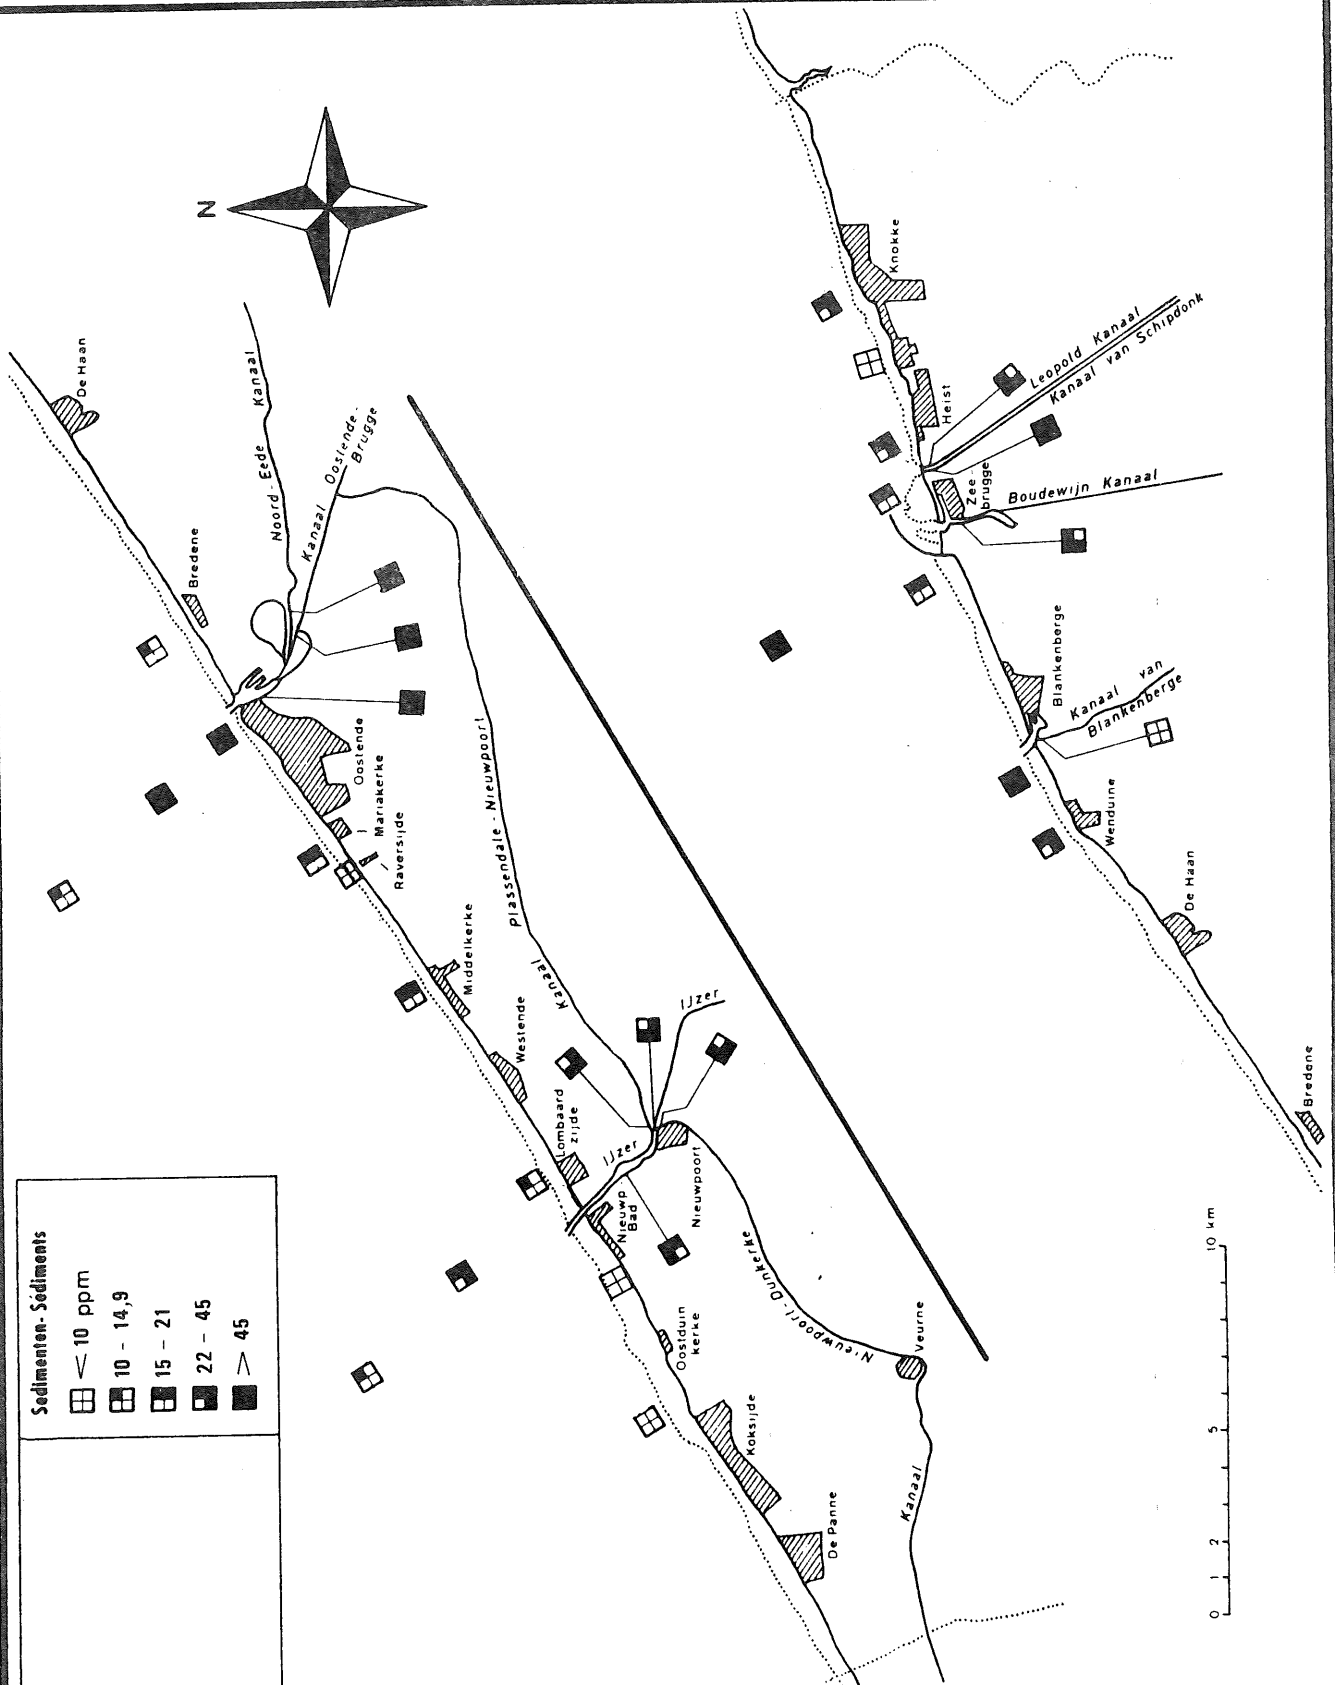 Sedimenten-Sédiments
< 10 ppm
10 - 14,9
15 - 21
22 - 45
> 45
N
De Haan
Bredene
Noord-Eede Kanaal
Kanaal Oostende-
Brugge
Oostende
Mariakerke
Raversijde
Middelkerke
Westende
Lombaard
zijde
Kanaal Plassendale-Nieuwpoort
IJzer
IJzer
Nieuwp
Bad
Nieuwpoort
Oostduin
kerke
Koksijde
De Panne
Kanaal Nieuwpoort-Dunkerke
Veurne
Knokke
Heist
Leopold Kanaal
Kanaal van Schipdonk
Zee-
brugge
Boudewijn Kanaal
Blankenberge
Kanaal van
Blankenberge
Wenduine
De Haan
Bredene
0 1 2 5 10 km